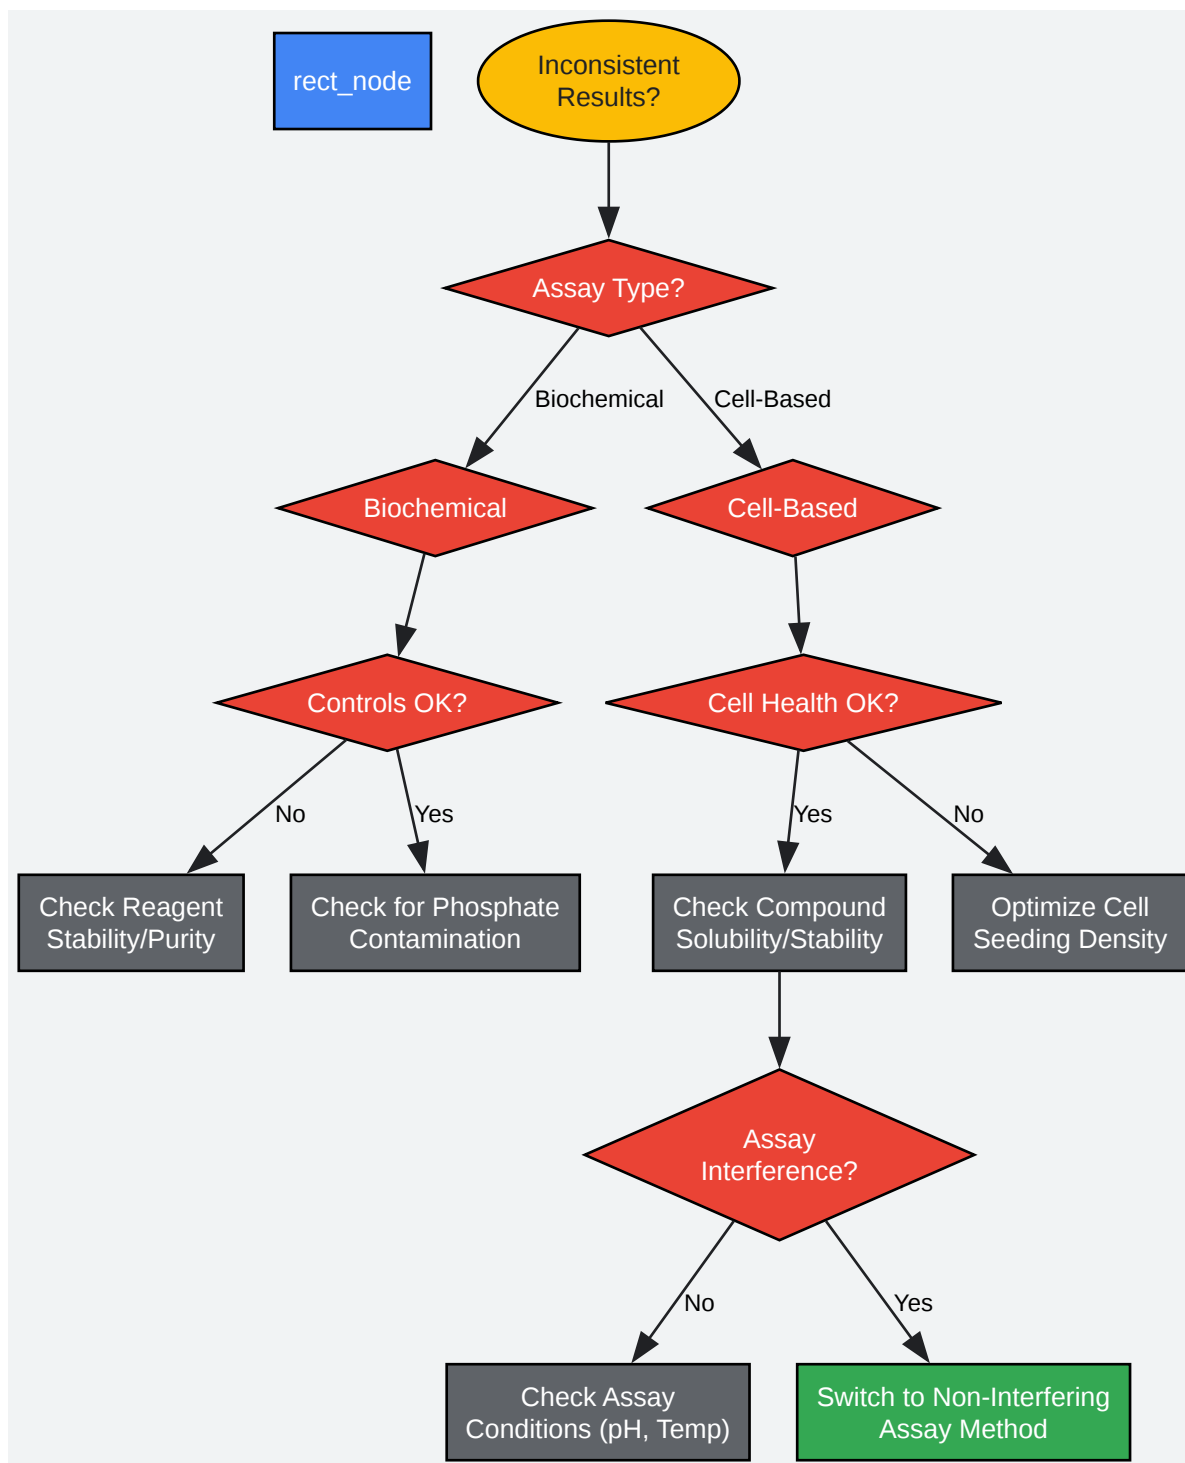 rect_node
Inconsistent
Results?
Assay Type?
Biochemical
Cell-Based
Biochemical
Cell-Based
Controls OK?
Cell Health OK?
No
Yes
Yes
No
Check Reagent
Stability/Purity
Check for Phosphate
Contamination
Check Compound
Solubility/Stability
Optimize Cell
Seeding Density
Assay
Interference?
No
Yes
Check Assay
Conditions (pH, Temp)
Switch to Non-Interfering
Assay Method